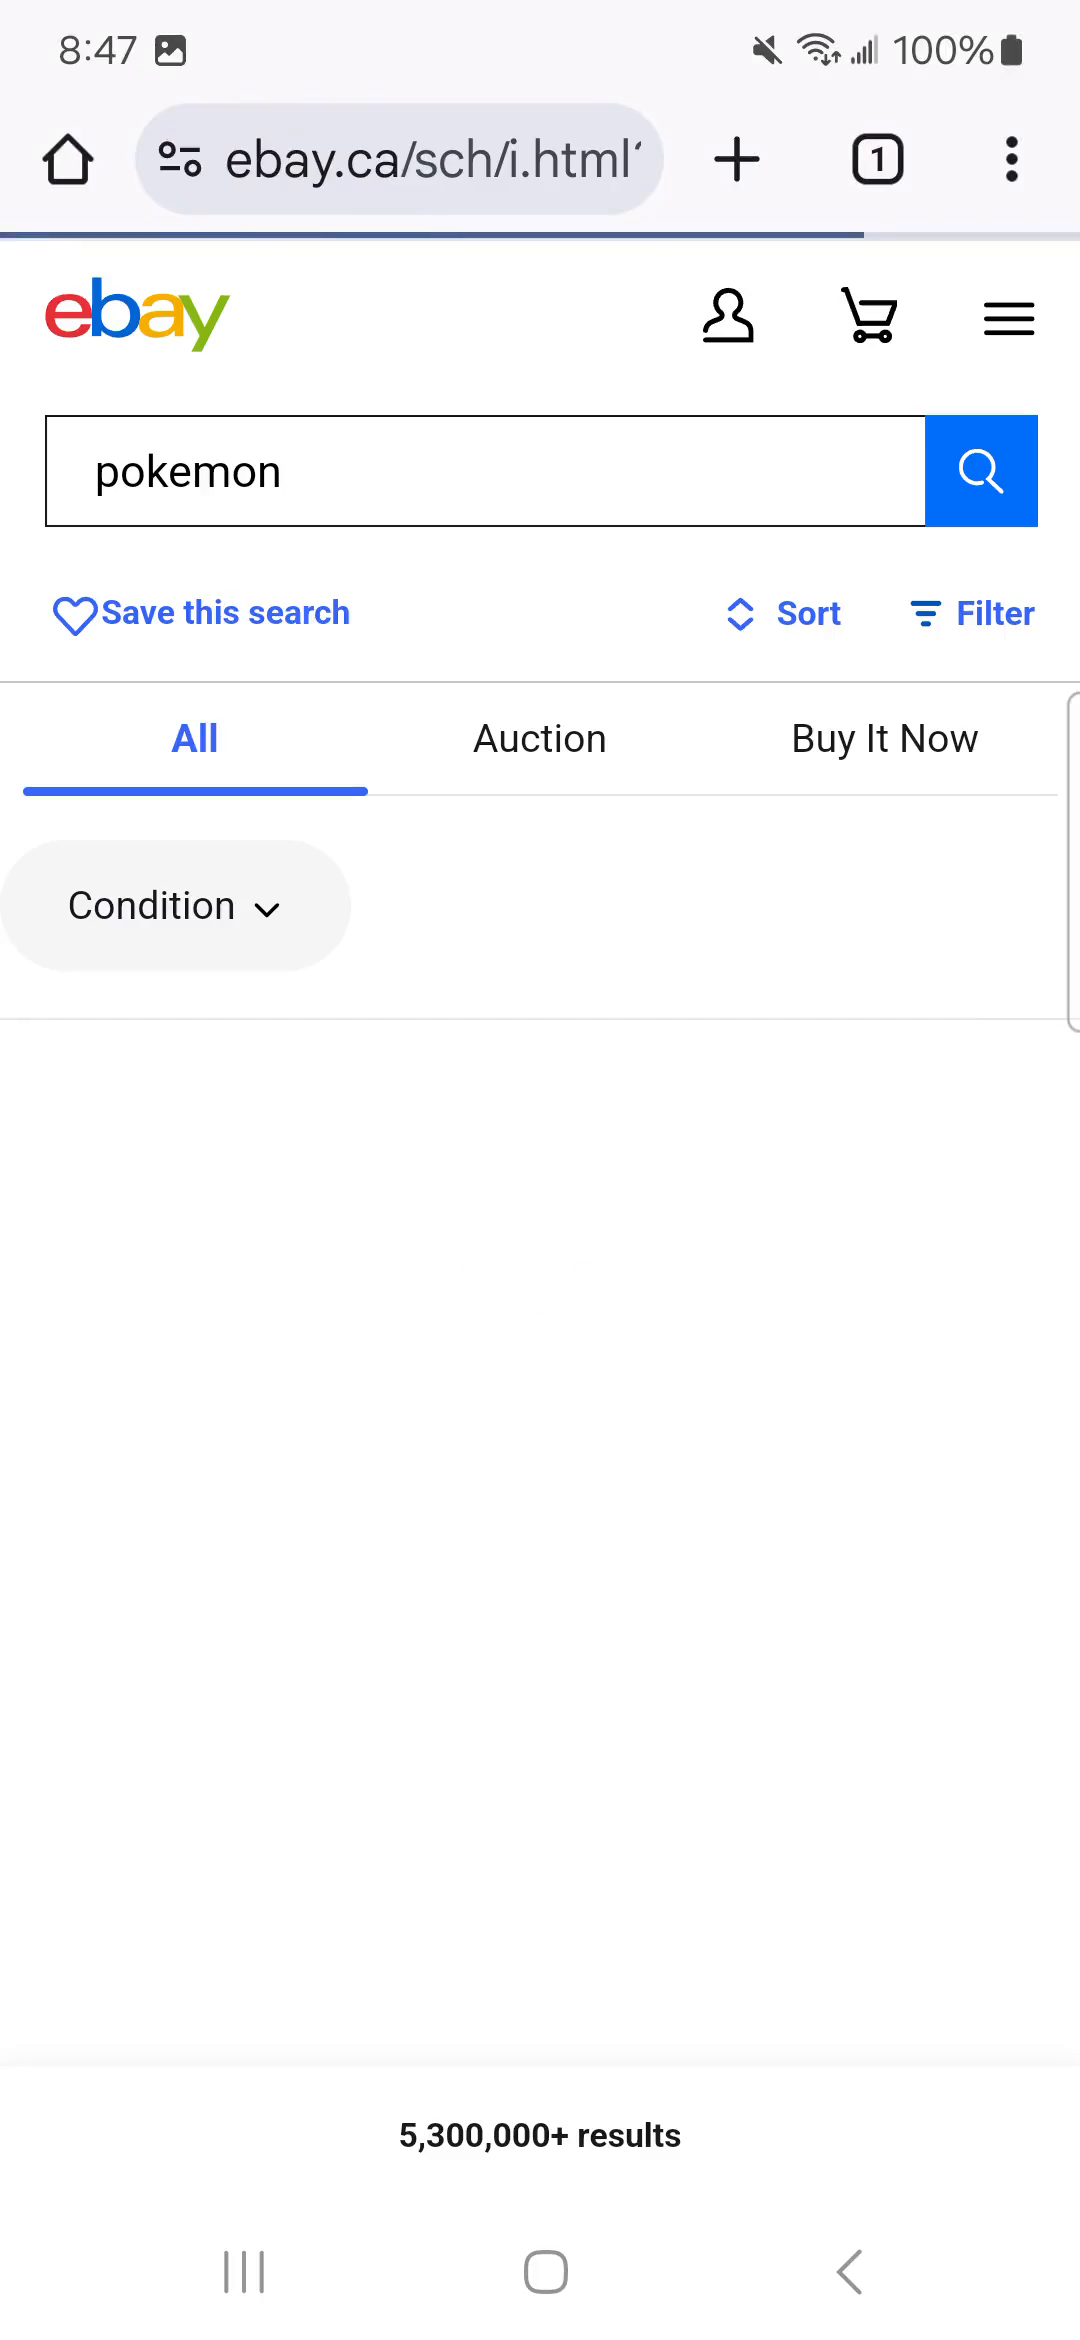 8:47 100%
ebay.ca/sch/i.html
1
ebay
pokemon
Save this search Sort Filter
All Auction Buy It Now
Condition
5,300,000+ results